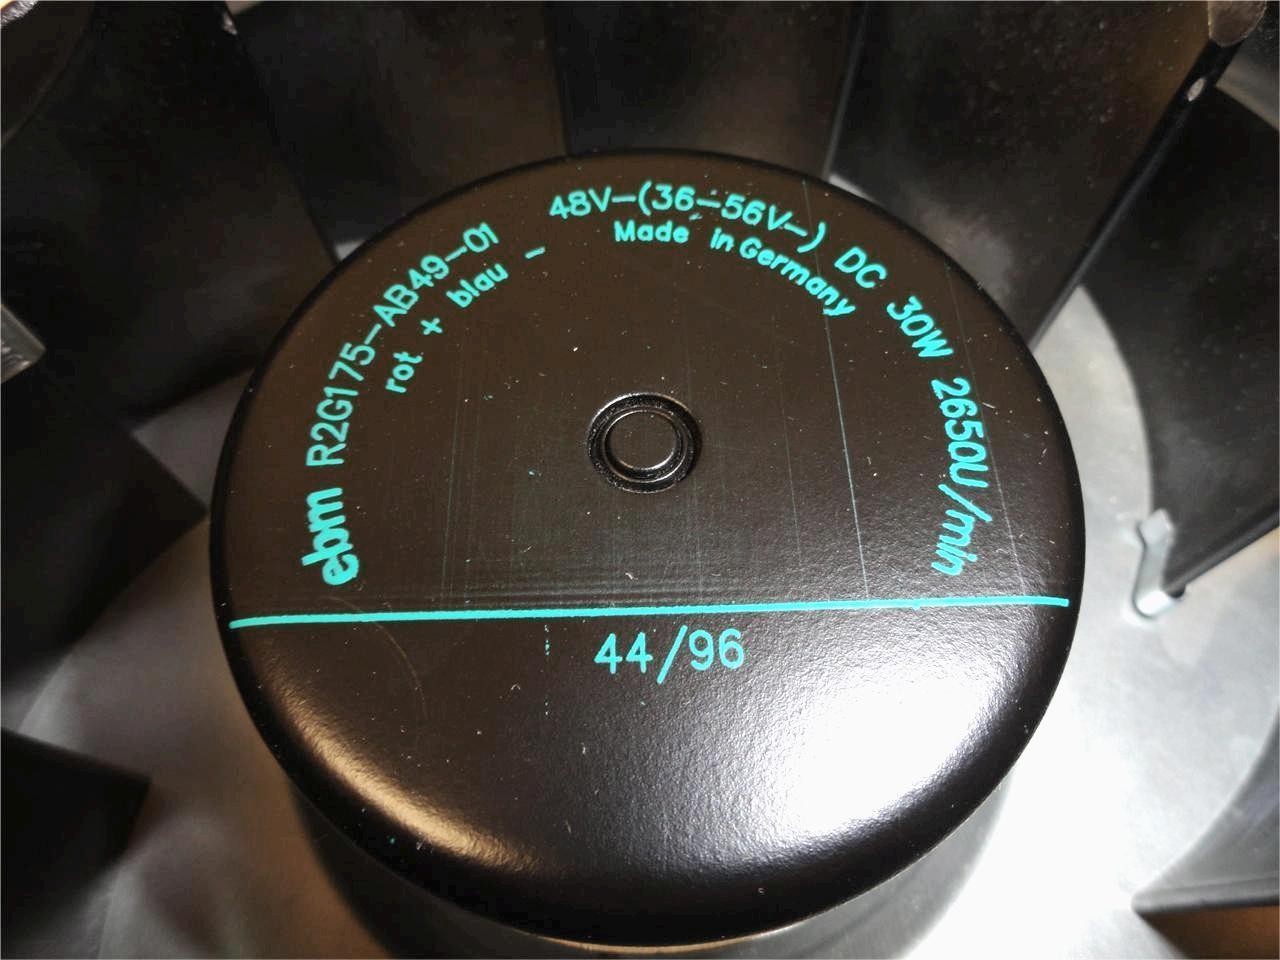 ebm R2G175-AB49-01 48V-(36-56V-) DC 30W 2650U/min
rot + blau - Made in Germany
44/96